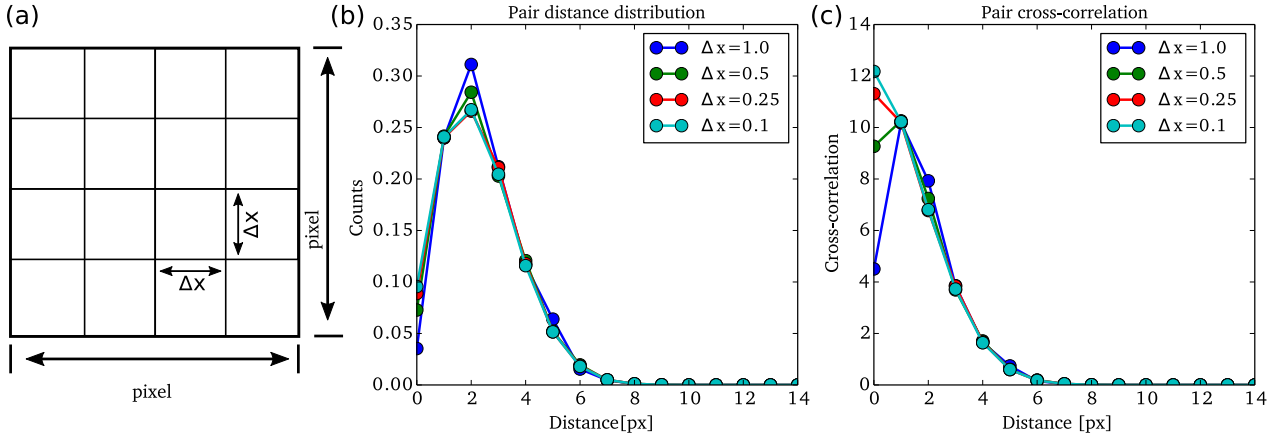 (a)
Δx
Δx
pixel
pixel
(b)
Pair distance distribution
0.35
0.30
0.25
0.20
0.15
0.10
0.05
0.00
Counts
Δ x=1.0
Δ x=0.5
Δ x=0.25
Δ x=0.1
0 2 4 6 8 10 12 14
Distance[px]
(c)
Pair cross-correlation
14
12
10
8
6
4
2
0
Cross-correlation
Δ x=1.0
Δ x=0.5
Δ x=0.25
Δ x=0.1
0 2 4 6 8 10 12 14
Distance [px]